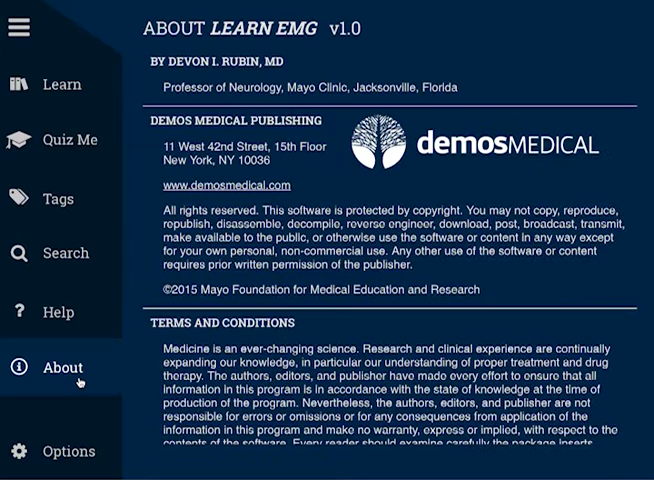 ABOUT LEARN EMG v1.0
Learn
Quiz Me
Tags
Search
Help
About
Options
BY DEVON I. RUBIN, MD
Professor of Neurology, Mayo Clinic, Jacksonville, Florida
DEMOS MEDICAL PUBLISHING
11 West 42nd Street, 15th Floor
New York, NY 10036
demosMEDICAL
www.demosmedical.com
All rights reserved. This software is protected by copyright. You may not copy, reproduce,
republish, disassemble, decompile, reverse engineer, download, post, broadcast, transmit,
make available to the public, or otherwise use the software or content in any way except
for your own personal, non-commercial use. Any other use of the software or content
requires prior written permission of the publisher.
©2015 Mayo Foundation for Medical Education and Research
TERMS AND CONDITIONS
Medicine is an ever-changing science. Research and clinical experience are continually
expanding our knowledge, in particular our understanding of proper treatment and drug
therapy. The authors, editors, and publisher have made every effort to ensure that all
information in this program is in accordance with the state of knowledge at the time of
production of the program. Nevertheless, the authors, editors, and publisher are not
responsible for errors or omissions or for any consequences from application of the
information in this program and make no warranty, express or implied, with respect to the
contents of the software. Every reader should examine carefully the package inserts